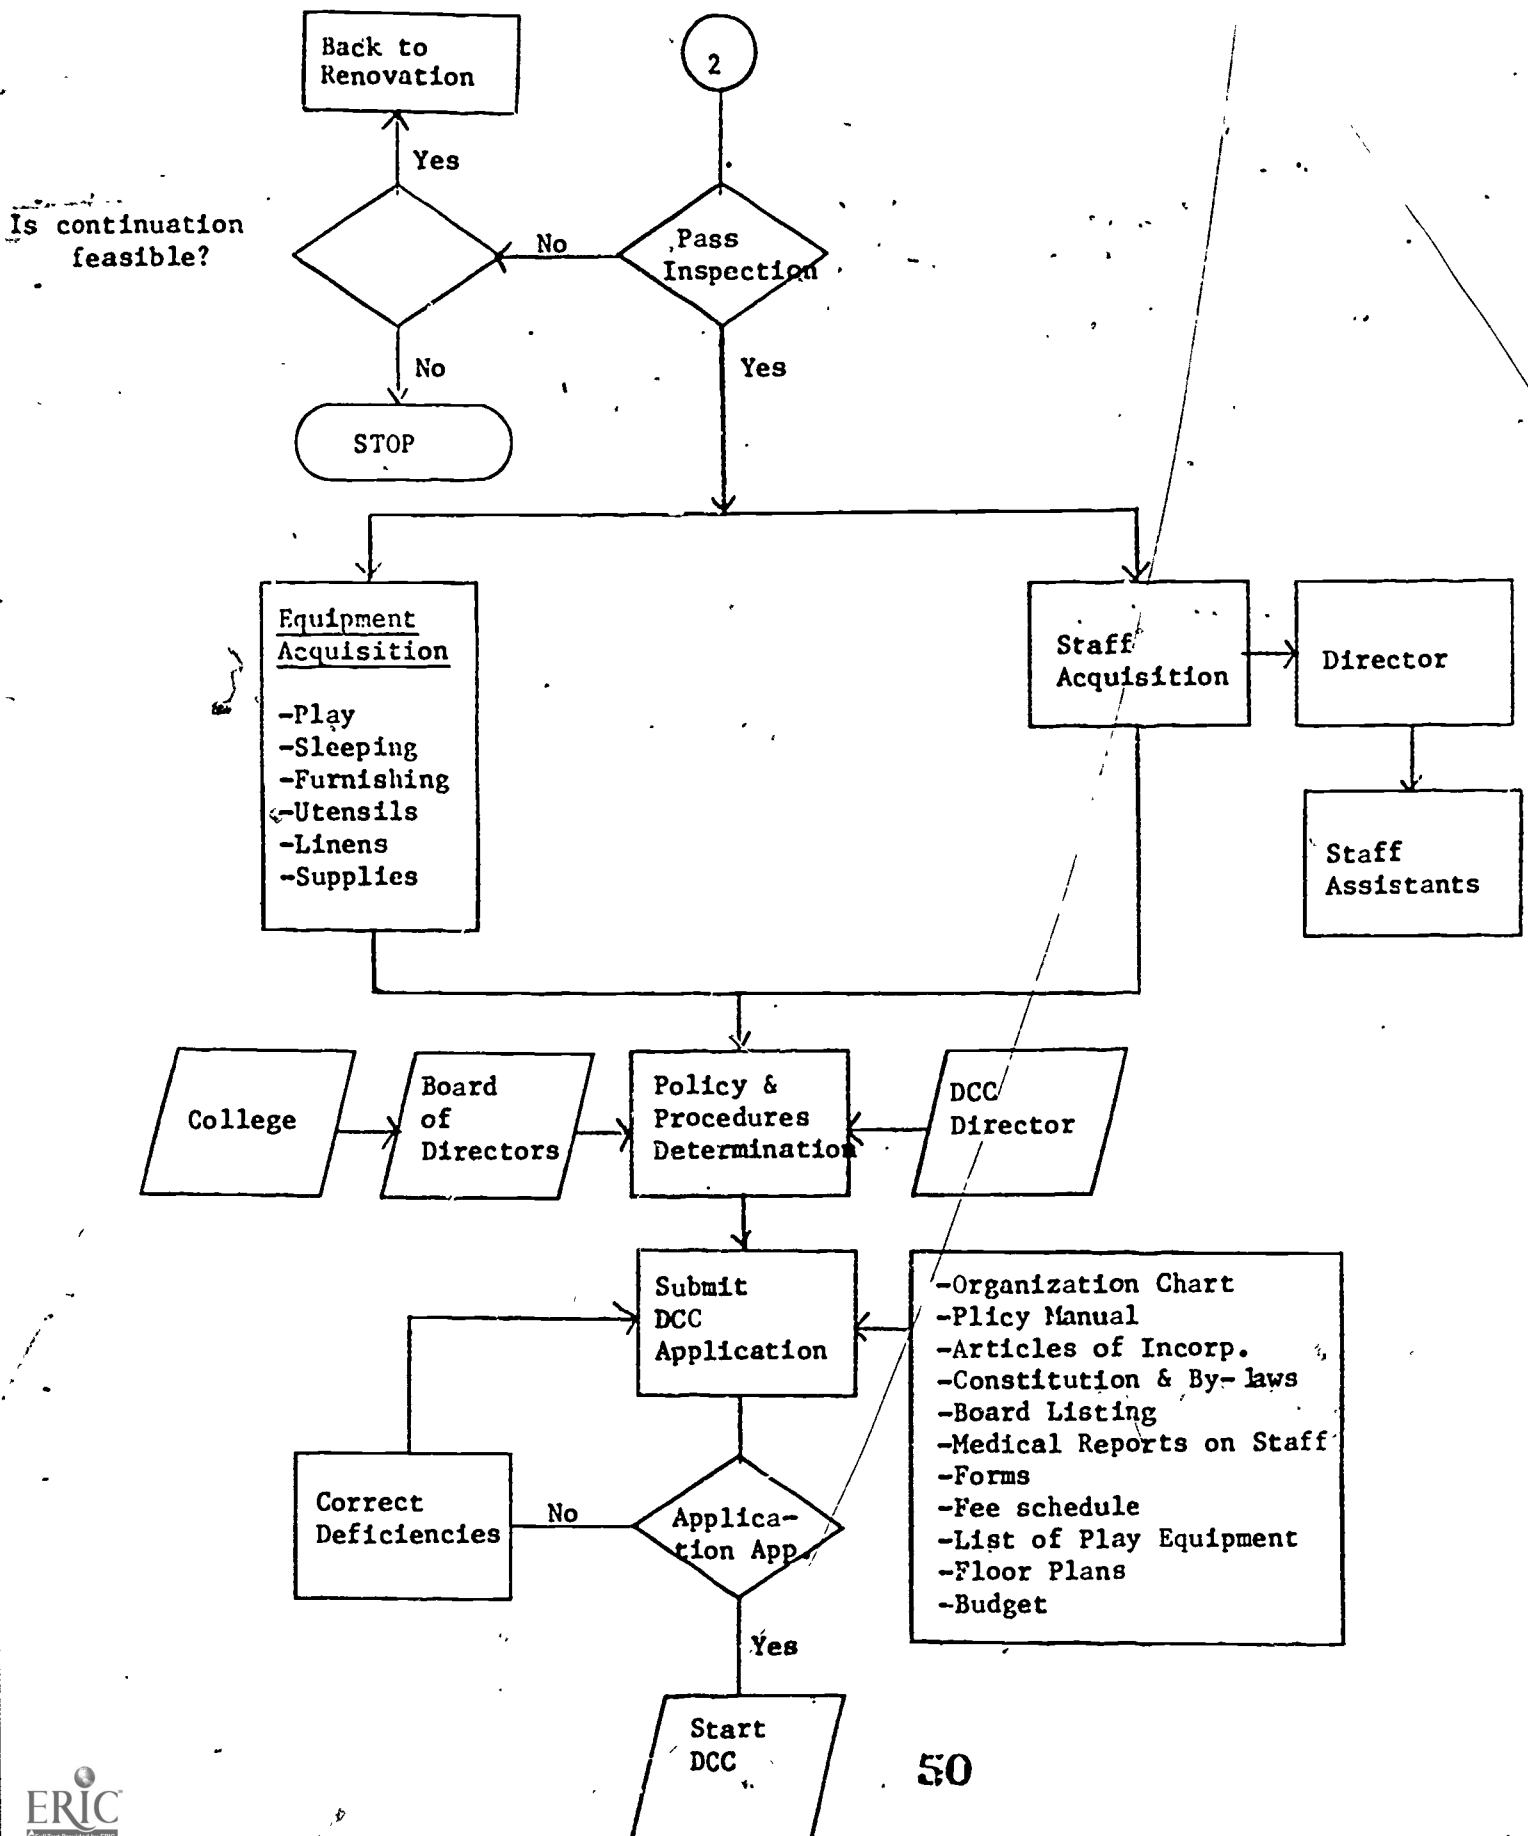 Back to
Renovation
2
Yes
Is continuation
feasible?
No
Pass
Inspection
No
Yes
STOP
Equipment
Acquisition
-Play
-Sleeping
-Furnishing
-Utensils
-Linens
-Supplies
Staff
Acquisition
Director
Staff
Assistants
College
Board
of
Directors
Policy &
Procedures
Determination
DCC
Director
Submit
DCC
Application
-Organization Chart
-Plicy Manual
-Articles of Incorp.
-Constitution & By-laws
-Board Listing
-Medical Reports on Staff
-Forms
-Fee schedule
-List of Play Equipment
-Floor Plans
-Budget
Correct
Deficiencies
No
Applica-
tion App.
Yes
Start
DCC
50
ERIC